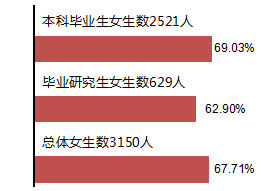 本科毕业生女生数2521人
69.03%
毕业研究生女生数629人
62.90%
总体女生数3150人
67.71%